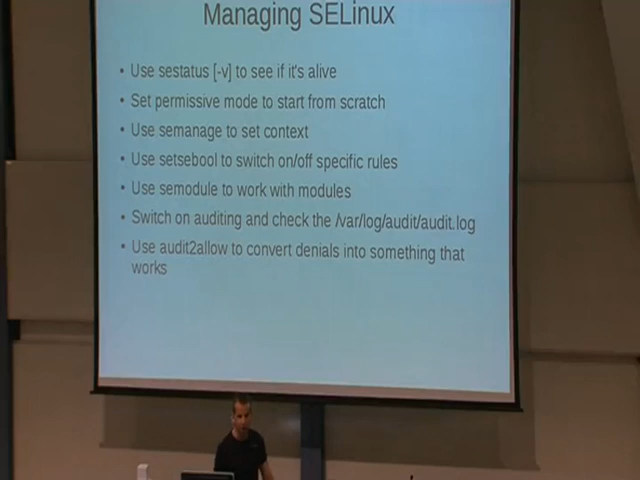 Managing SELinux
• Use sestatus [-v] to see if it's alive
• Set permissive mode to start from scratch
• Use semanage to set context
• Use setsebool to switch on/off specific rules
• Use semodule to work with modules
• Switch on auditing and check the /var/log/audit/audit.log
• Use audit2allow to convert denials into something that
works